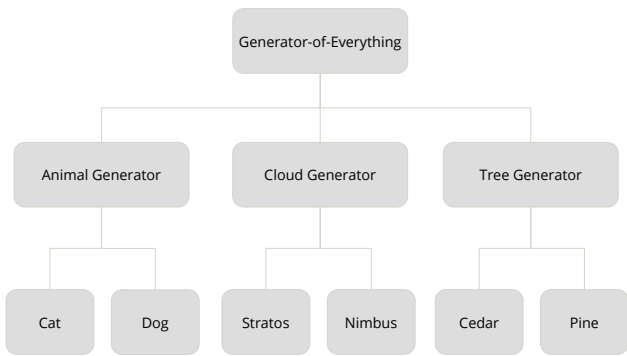 Generator-of-Everything
Animal Generator
Cloud Generator
Tree Generator
Cat
Dog
Stratos
Nimbus
Cedar
Pine